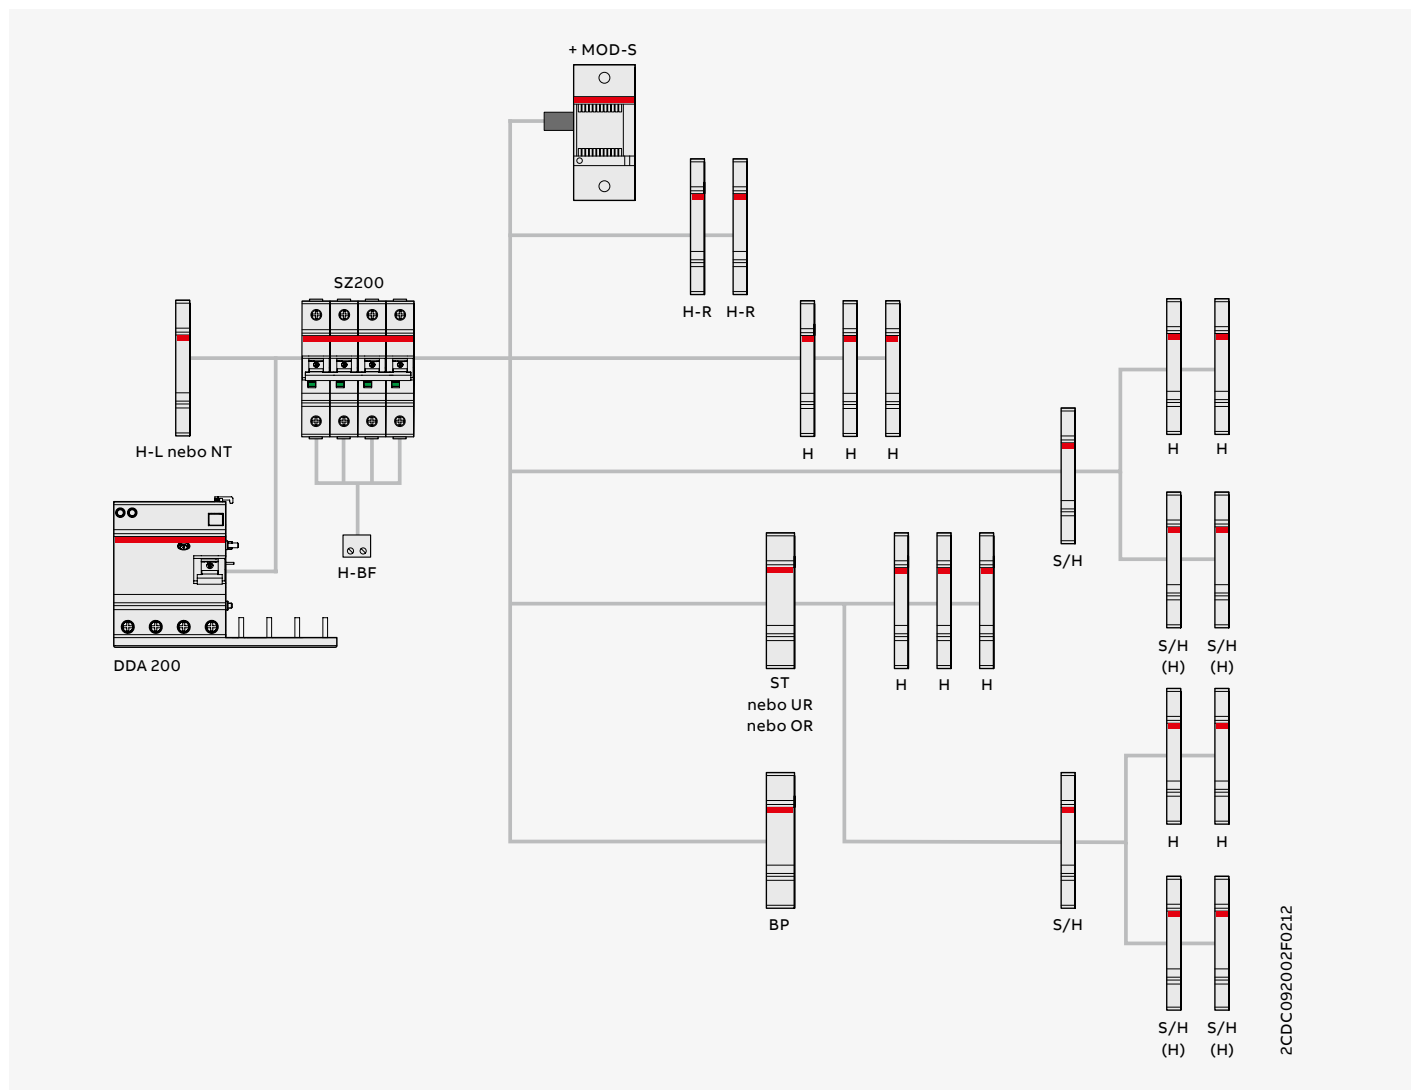 + MOD-S
SZ200
H-R H-R
H-L nebo NT
H H H
H H
H-BF
S/H
DDA 200
S/H S/H
(H) (H)
ST
nebo UR
nebo OR
H H H
H H
BP
S/H
S/H S/H
(H) (H)
2CDC092002F0212